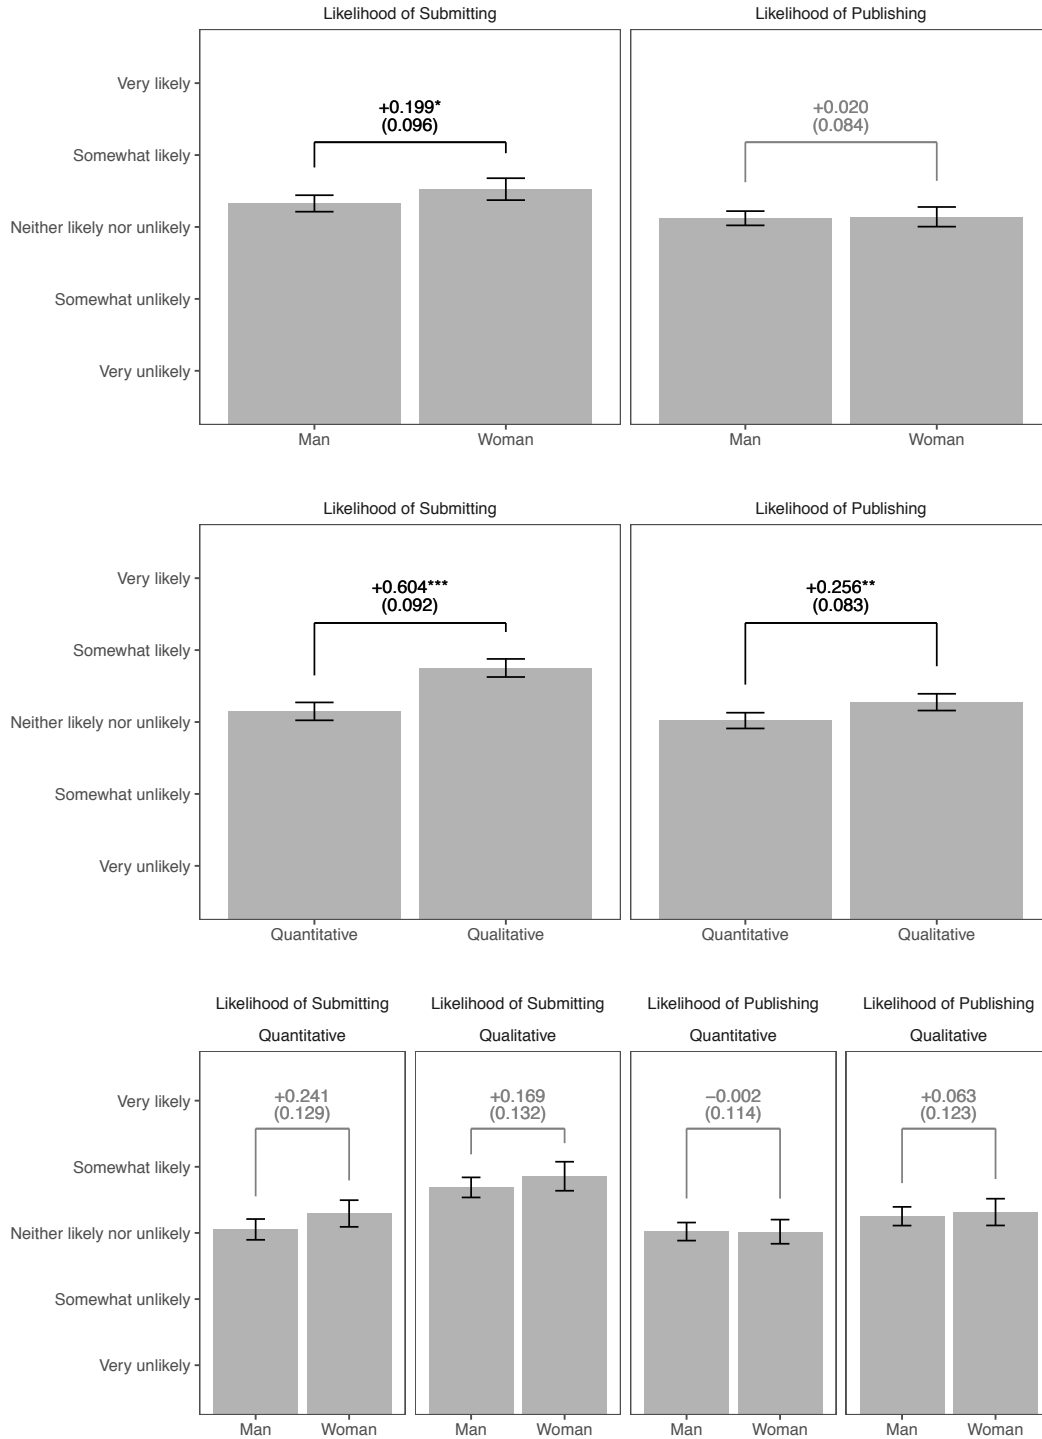 Likelihood of Submitting
Likelihood of Publishing
Very likely
Somewhat likely
Neither likely nor unlikely
Somewhat unlikely
Very unlikely
+0.199*
(0.096)
+0.020
(0.084)
Man
Woman
Man
Woman
Likelihood of Submitting
Likelihood of Publishing
Very likely
Somewhat likely
Neither likely nor unlikely
Somewhat unlikely
Very unlikely
+0.604***
(0.092)
+0.256**
(0.083)
Quantitative
Qualitative
Quantitative
Qualitative
Likelihood of Submitting
Quantitative
Likelihood of Submitting
Qualitative
Likelihood of Publishing
Quantitative
Likelihood of Publishing
Qualitative
Very likely
Somewhat likely
Neither likely nor unlikely
Somewhat unlikely
Very unlikely
+0.241
(0.129)
+0.169
(0.132)
−0.002
(0.114)
+0.063
(0.123)
Man
Woman
Man
Woman
Man
Woman
Man
Woman